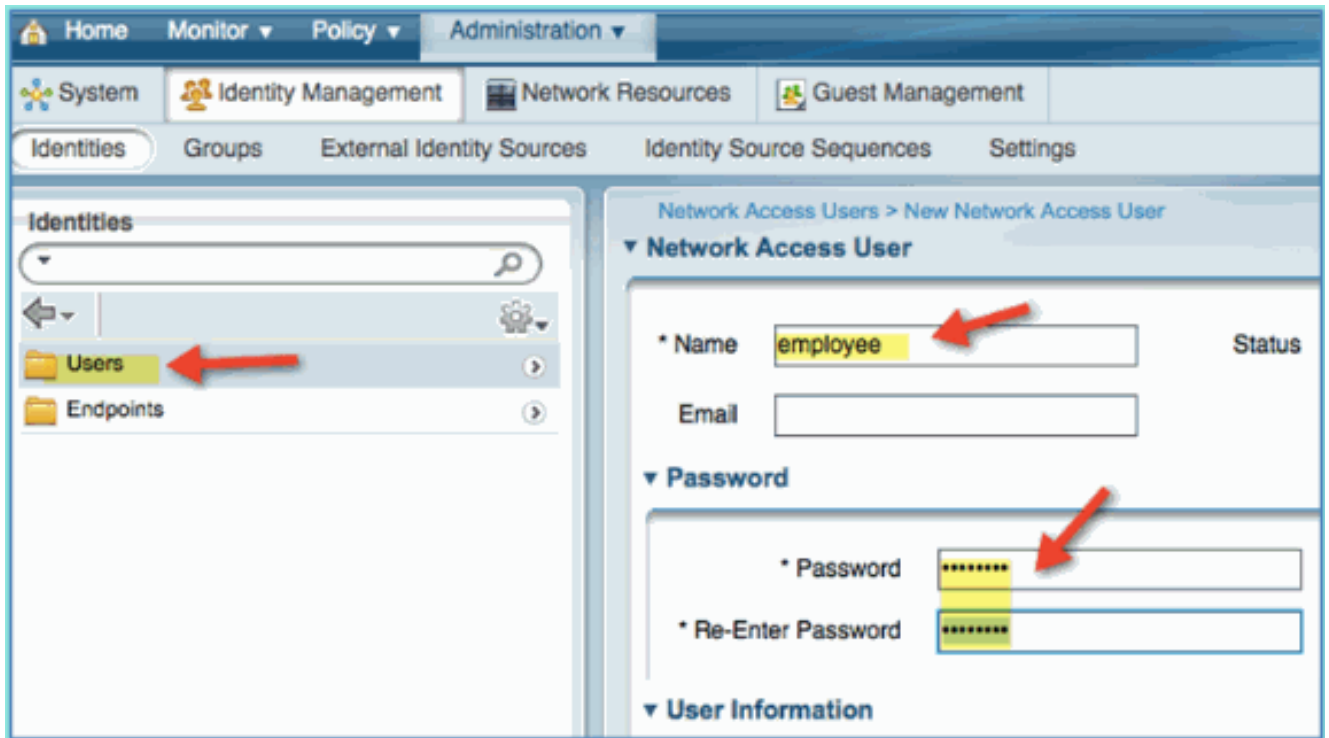 Home Monitor Policy Administration
System Identity Management Network Resources Guest Management
Identities Groups External Identity Sources Identity Source Sequences Settings
Identities
Users
Endpoints
Network Access Users > New Network Access User
Network Access User
* Name employee Status
Email
Password
* Password ••••••••
* Re-Enter Password ••••••••
User Information